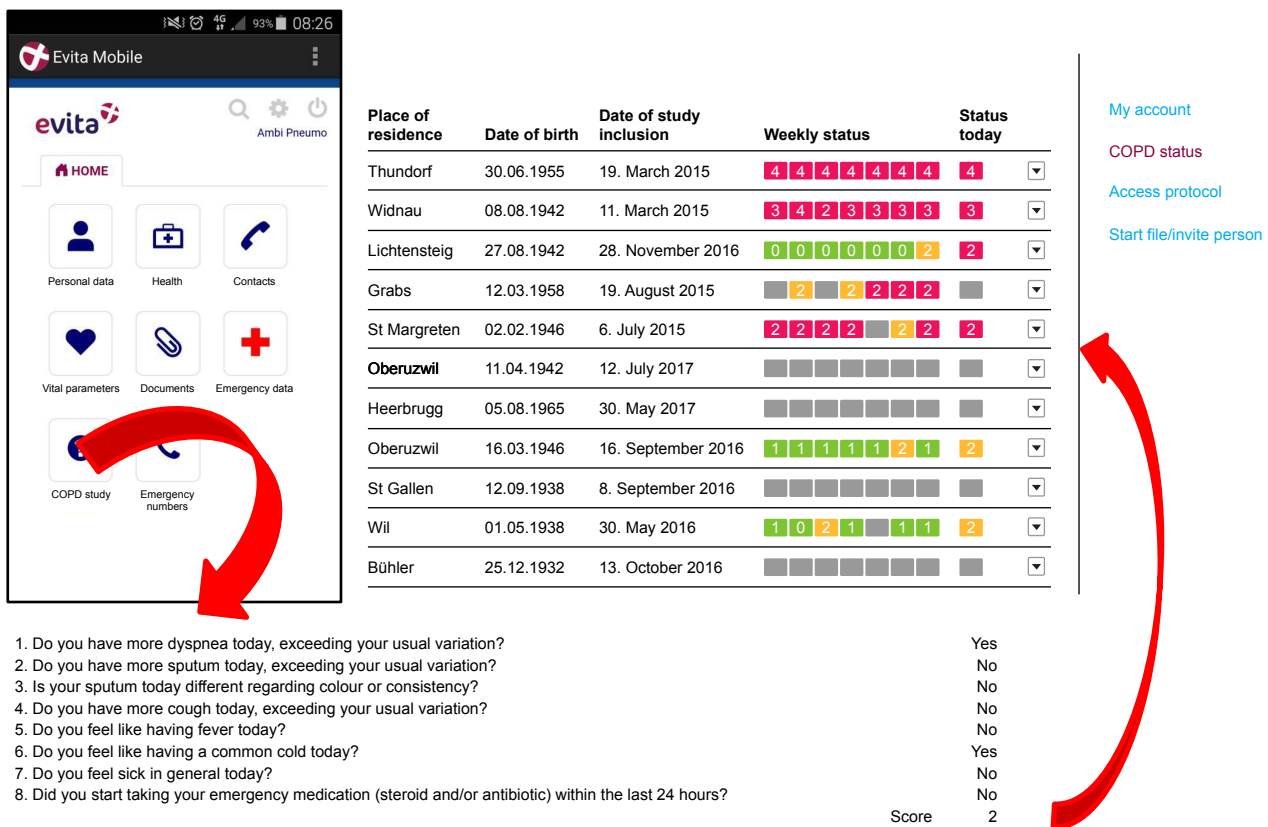 4G 93% 08:26
Evita Mobile
evita
Ambi Pneumo
HOME
Personal data Health Contacts
Vital parameters Documents Emergency data
COPD study Emergency
numbers
Place of
residence Date of birth Date of study
inclusion Weekly status Status
today
Thundorf 30.06.1955 19. March 2015 4 4 4 4 4 4 4 4
Widnau 08.08.1942 11. March 2015 3 4 2 3 3 3 3 3
Lichtensteig 27.08.1942 28. November 2016 0 0 0 0 0 0 2 2
Grabs 12.03.1958 19. August 2015 2 2 2 2 2
St Margreten 02.02.1946 6. July 2015 2 2 2 2 2 2 2
Oberuzwil 11.04.1942 12. July 2017
Heerbrugg 05.08.1965 30. May 2017
Oberuzwil 16.03.1946 16. September 2016 1 1 1 1 1 2 1 2
St Gallen 12.09.1938 8. September 2016
Wil 01.05.1938 30. May 2016 1 0 2 1 1 1 2
Bühler 25.12.1932 13. October 2016
My account
COPD status
Access protocol
Start file/invite person
1. Do you have more dyspnea today, exceeding your usual variation? Yes
2. Do you have more sputum today, exceeding your usual variation? No
3. Is your sputum today different regarding colour or consistency? No
4. Do you have more cough today, exceeding your usual variation? No
5. Do you feel like having fever today? No
6. Do you feel like having a common cold today? Yes
7. Do you feel sick in general today? No
8. Did you start taking your emergency medication (steroid and/or antibiotic) within the last 24 hours? No
Score 2